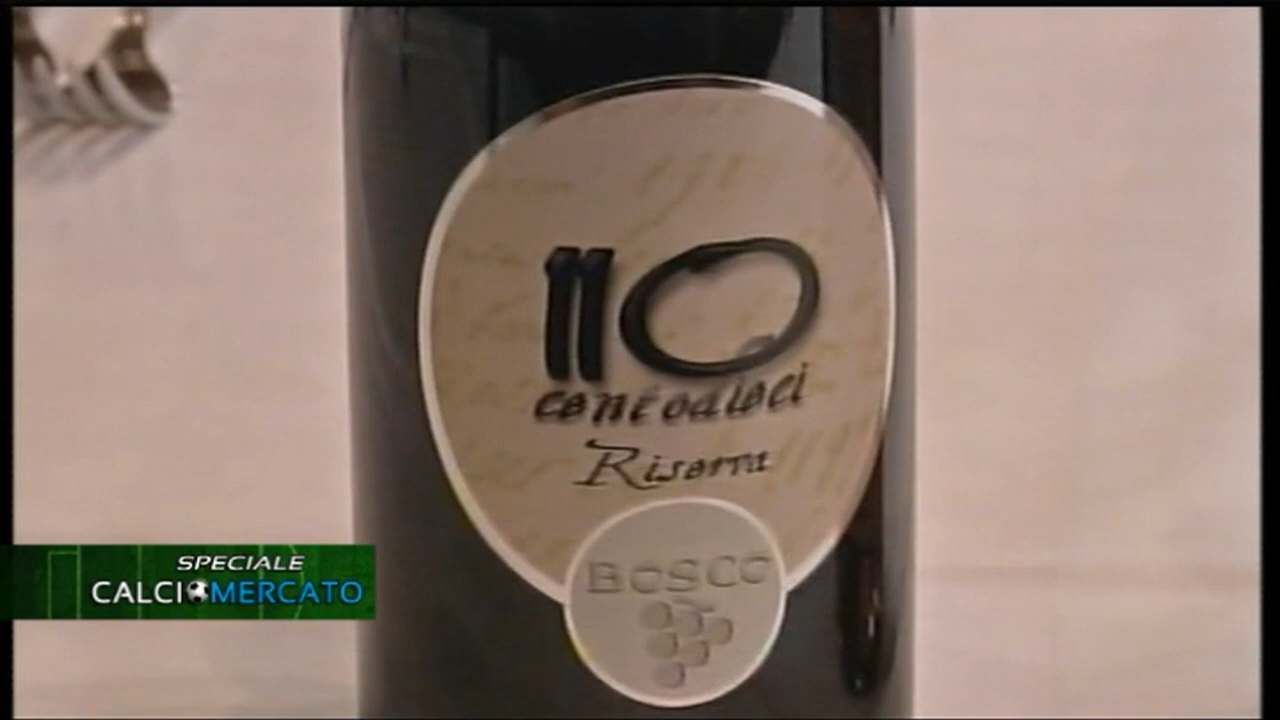 110
centodieci
Riserva
BOSCO
SPECIALE
CALCIOMERCATO